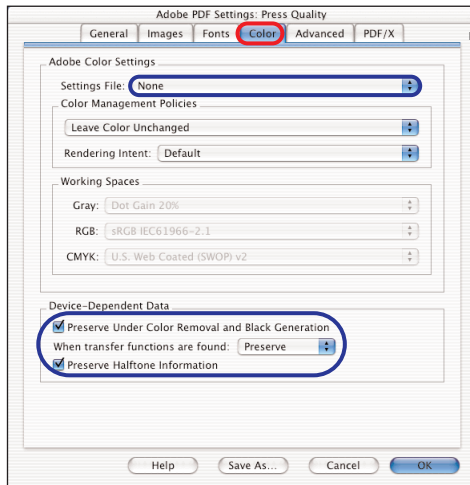 Adobe PDF Settings: Press Quality
General Images Fonts Color Advanced PDF/X
Adobe Color Settings
Settings File: None
Color Management Policies
Leave Color Unchanged
Rendering Intent: Default
Working Spaces
Gray: Dot Gain 20%
RGB: sRGB IEC61966-2.1
CMYK: U.S. Web Coated (SWOP) v2
Device-Dependent Data
Preserve Under Color Removal and Black Generation
When transfer functions are found: Preserve
Preserve Halftone Information
Help Save As... Cancel OK